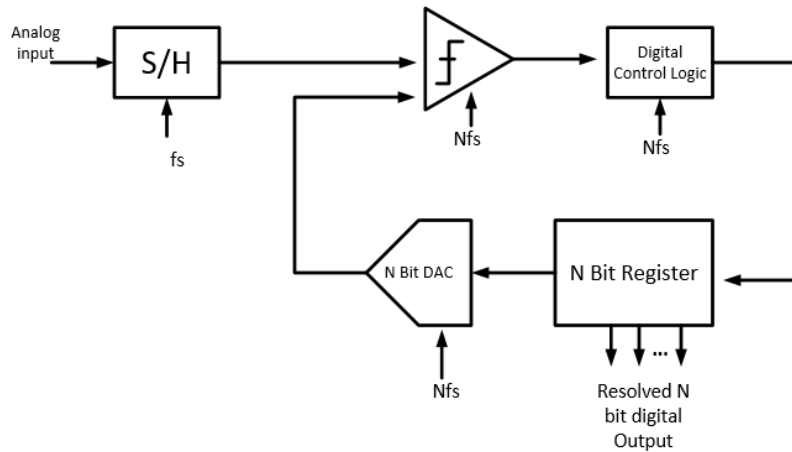 Analog
input
S/H
fs
Nfs
Digital
Control Logic
Nfs
N Bit DAC
Nfs
N Bit Register
...
Resolved N
bit digital
Output